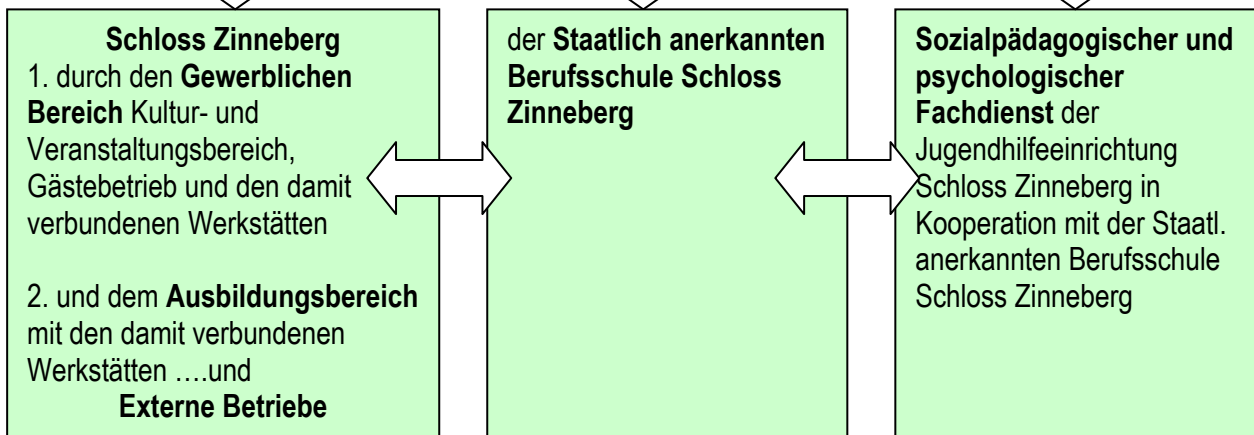 Schloss Zinneberg
1. durch den Gewerblichen
Bereich Kultur- und
Veranstaltungsbereich,
Gästebetrieb und den damit
verbundenen Werkstätten
2. und dem Ausbildungsbereich
mit den damit verbundenen
Werkstätten ….und
Externe Betriebe
der Staatlich anerkannten
Berufsschule Schloss
Zinneberg
Sozialpädagogischer und
psychologischer
Fachdienst der
Jugendhilfeeinrichtung
Schloss Zinneberg in
Kooperation mit der Staatl.
anerkannten Berufsschule
Schloss Zinneberg